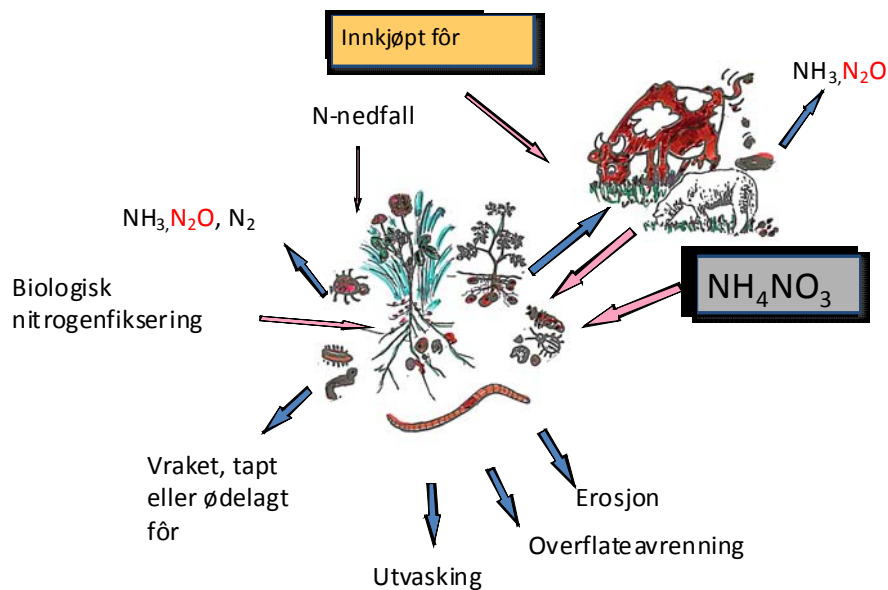 Innkjøpt fôr
NH₃,N₂O
N-nedfall
NH₃,N₂O, N₂
Biologisk
nitrogenfiksering
NH₄NO₃
Vraket, tapt
eller ødelagt
fôr
Erosjon
Overflateavrenning
Utvasking